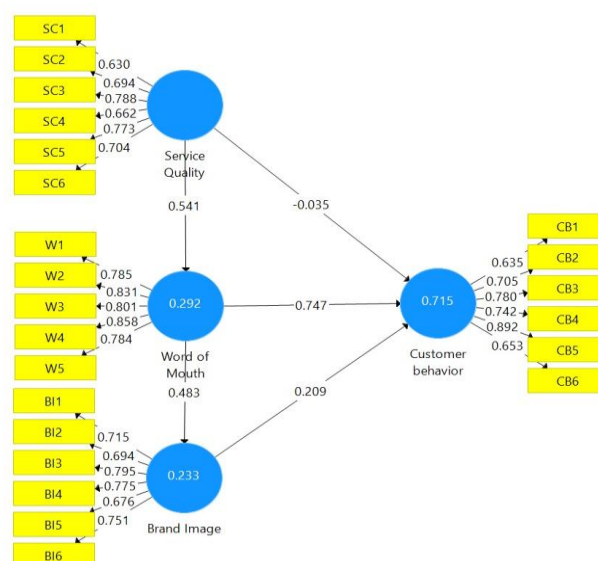 SC1
SC2
SC3
SC4
SC5
SC6
0.630
0.694
0.788
0.662
0.773
0.704
Service
Quality
0.541
-0.035
W1
W2
W3
W4
W5
0.785
0.831
0.801
0.858
0.784
0.292
Word of
Mouth
0.747
0.483
0.209
BI1
BI2
BI3
BI4
BI5
BI6
0.715
0.694
0.795
0.775
0.676
0.751
0.233
Brand Image
0.715
Customer
behavior
0.635
0.705
0.780
0.742
0.892
0.653
CB1
CB2
CB3
CB4
CB5
CB6